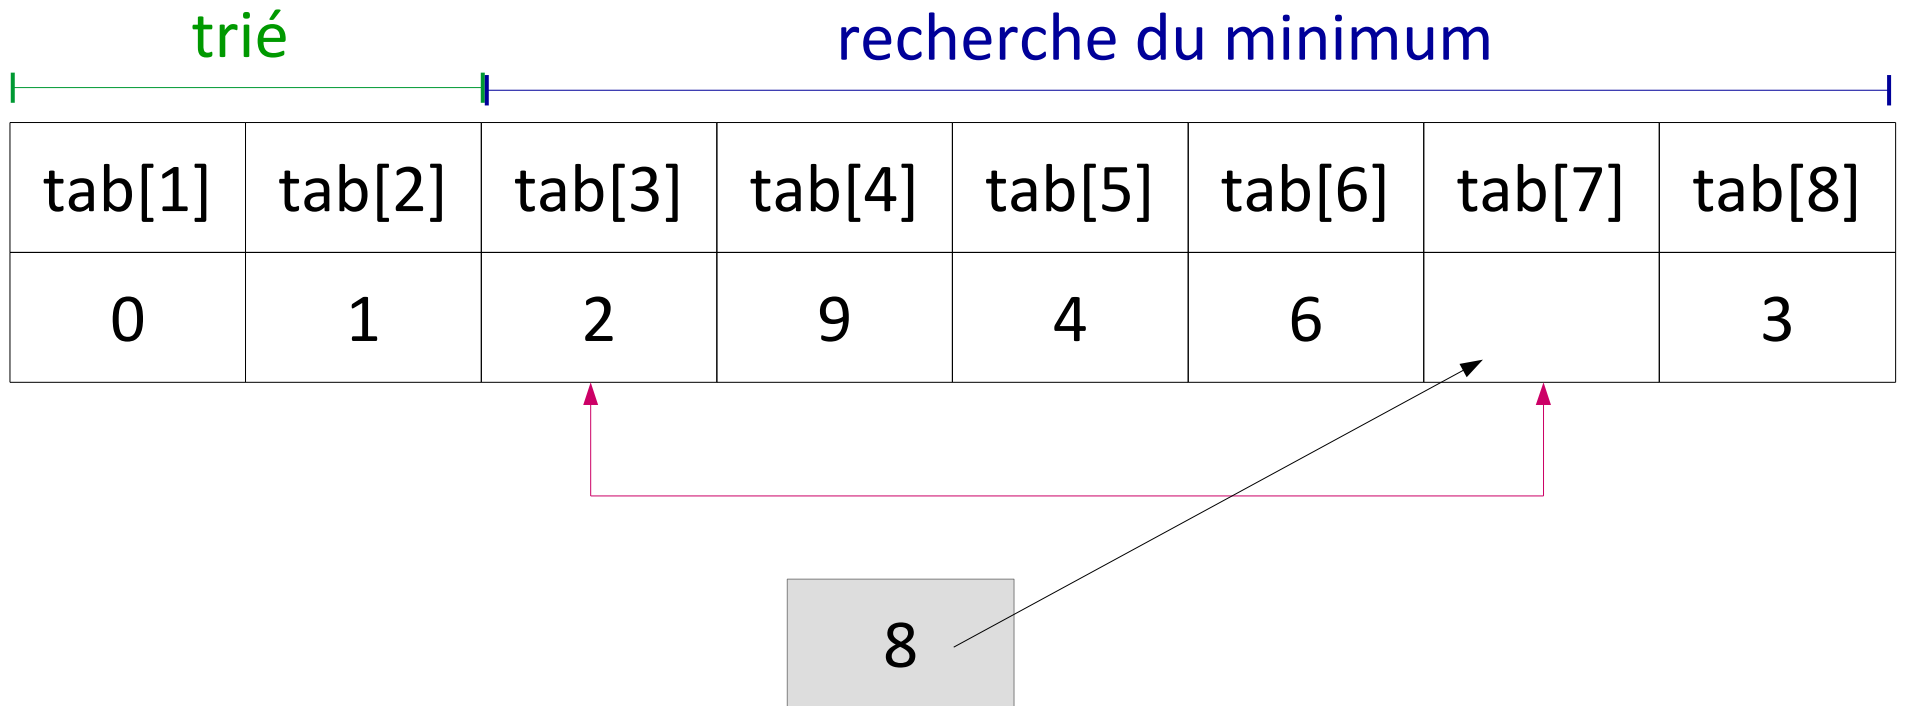 trié recherche du minimum
tab[1] tab[2] tab[3] tab[4] tab[5] tab[6] tab[7] tab[8]
0 1 2 9 4 6 3
8